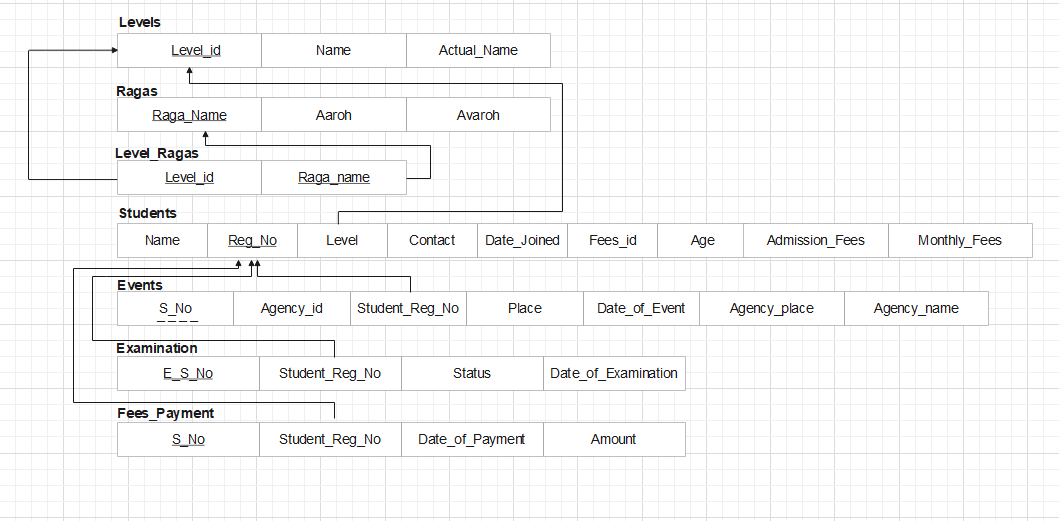 Levels
Level_id Name Actual_Name
Ragas
Raga_Name Aaroh Avaroh
Level_Ragas
Level_id Raga_name
Students
Name Reg_No Level Contact Date_Joined Fees_id Age Admission_Fees Monthly_Fees
Events
S_No Agency_id Student_Reg_No Place Date_of_Event Agency_place Agency_name
Examination
E_S_No Student_Reg_No Status Date_of_Examination
Fees_Payment
S_No Student_Reg_No Date_of_Payment Amount